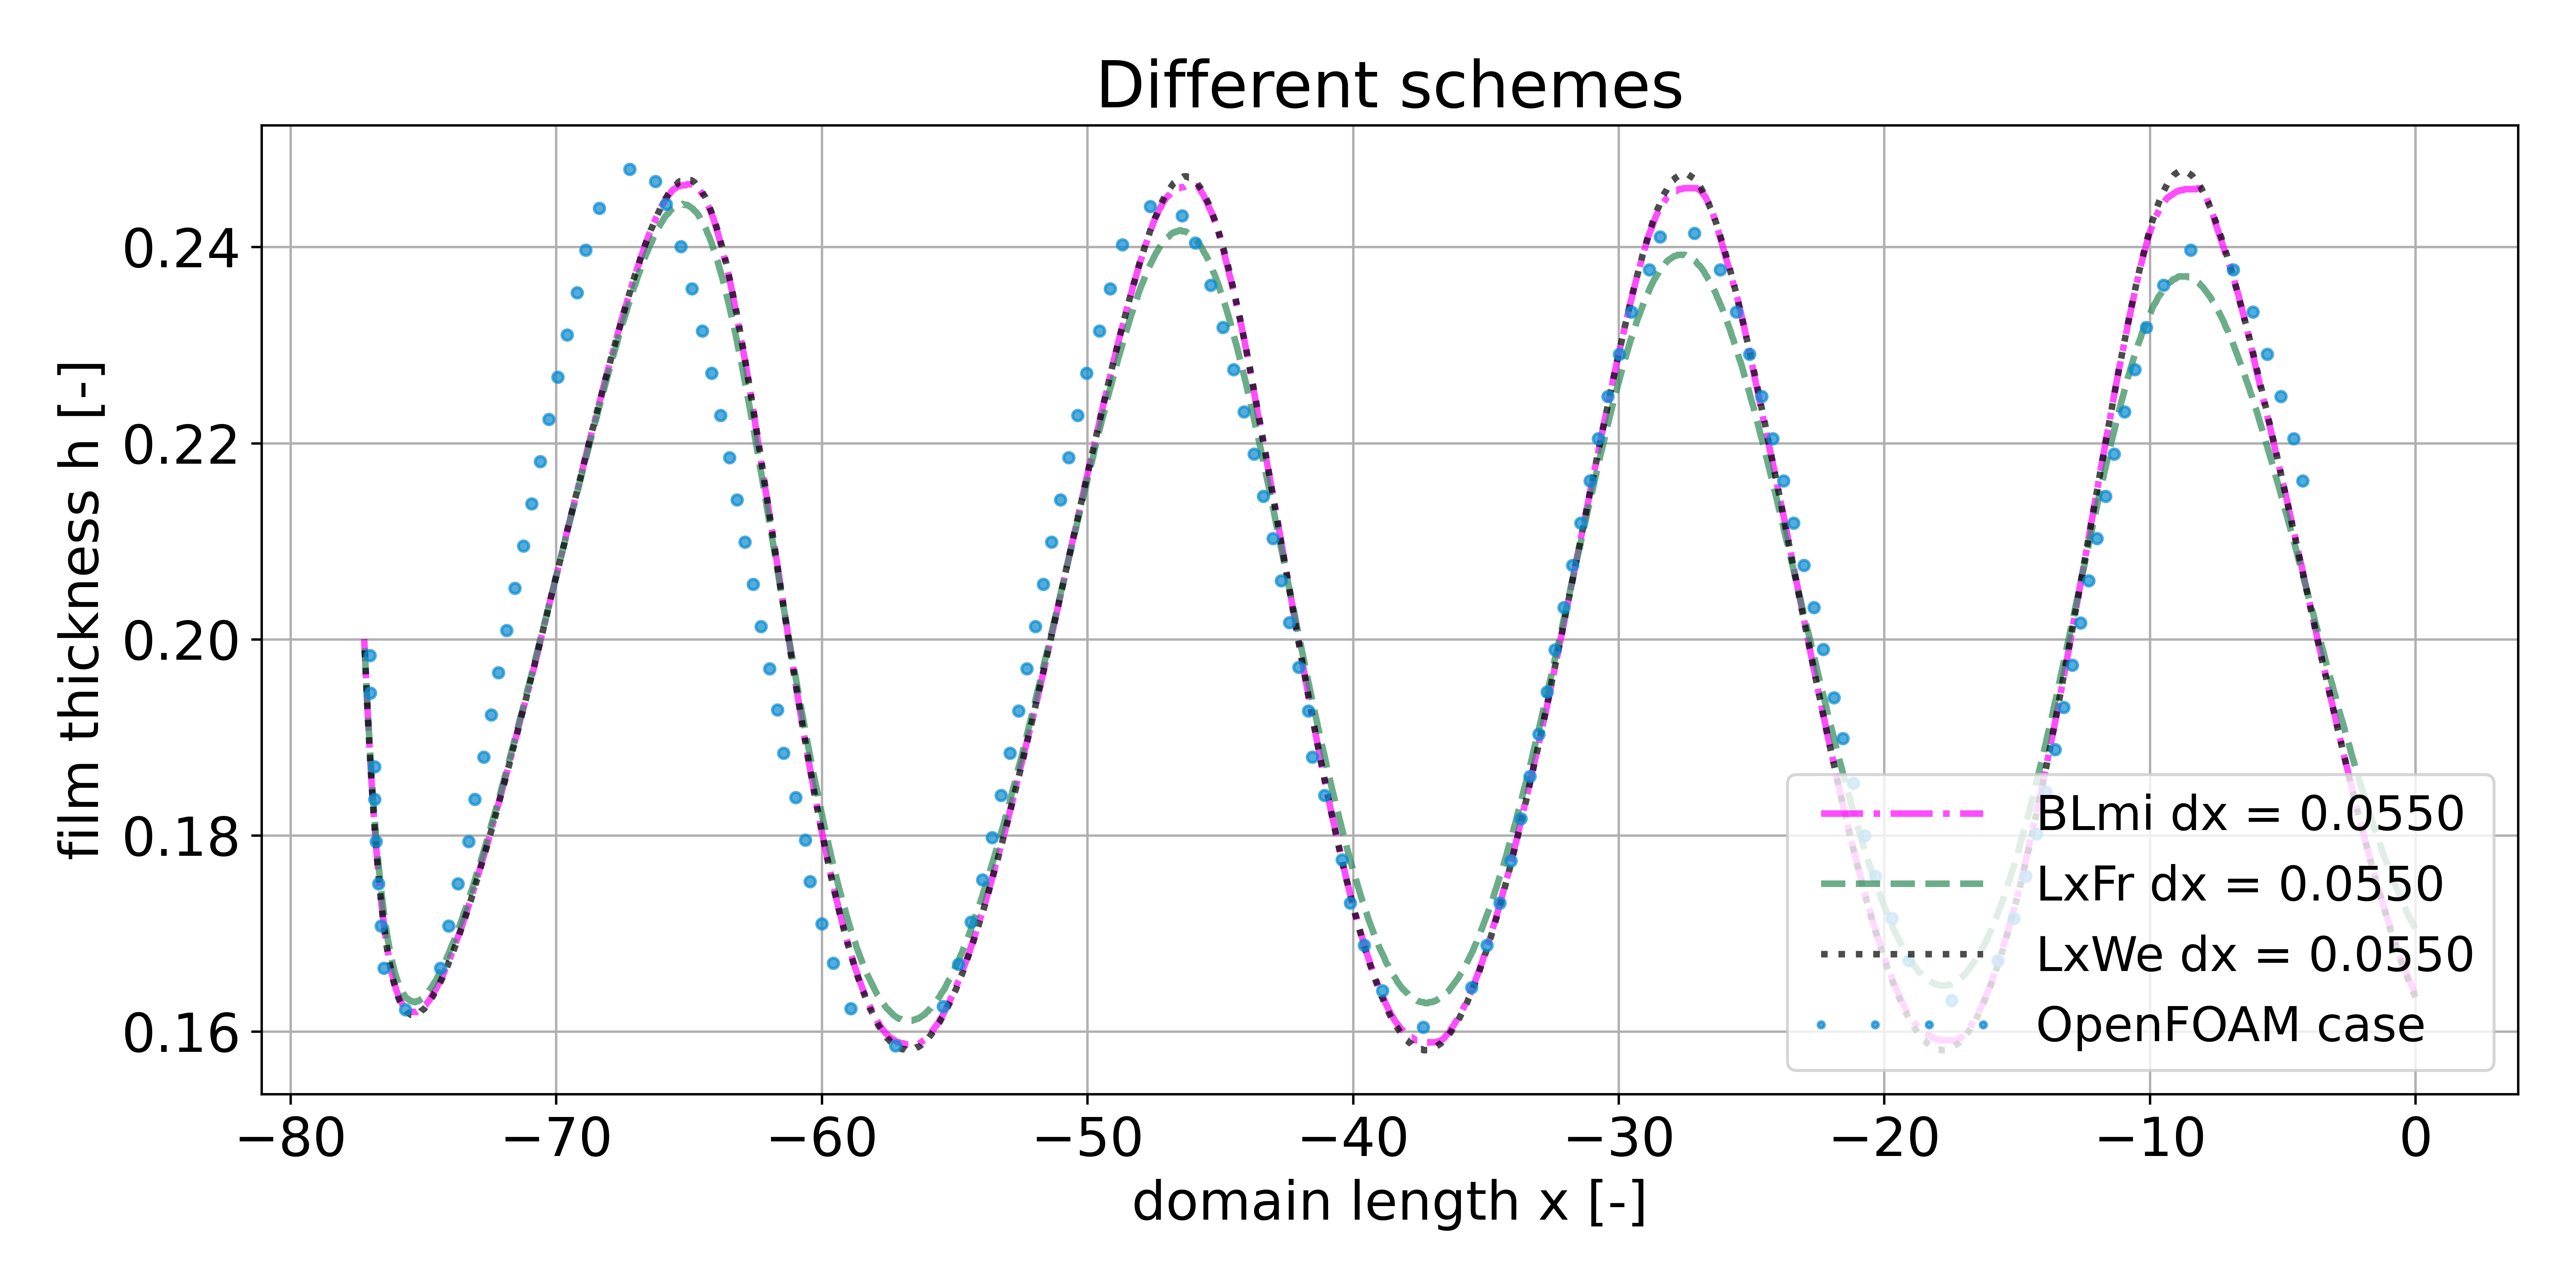 Different schemes
film thickness h [-]
0.24
0.22
0.20
0.18
0.16
BLmi dx = 0.0550
LxFr dx = 0.0550
LxWe dx = 0.0550
OpenFOAM case
−80 −70 −60 −50 −40 −30 −20 −10 0
domain length x [-]